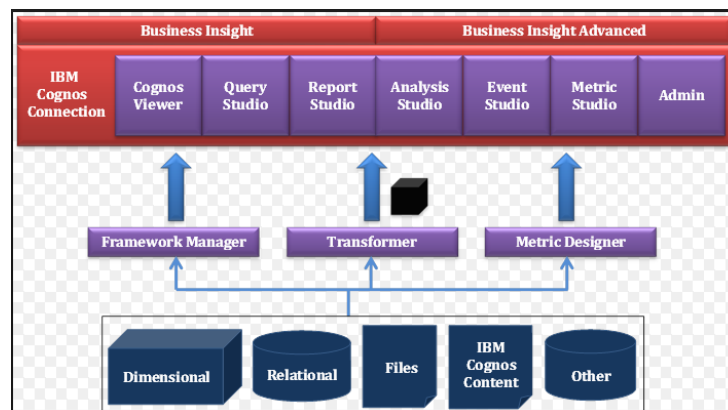 Business Insight
Business Insight Advanced
IBM
Cognos
Connection
Cognos
Viewer
Query
Studio
Report
Studio
Analysis
Studio
Event
Studio
Metric
Studio
Admin
Framework Manager
Transformer
Metric Designer
Dimensional
Relational
Files
IBM
Cognos
Content
Other